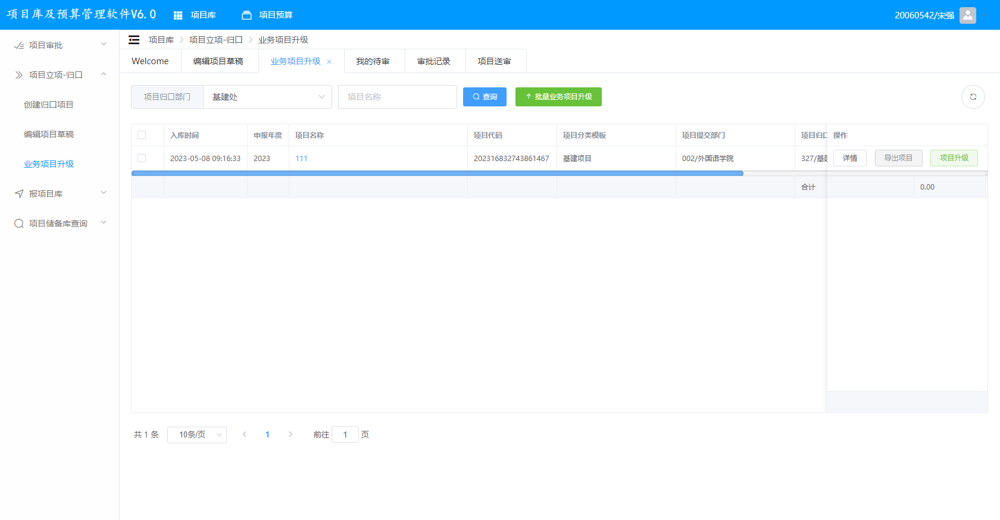 项目库及预算管理软件V6.0
项目库
项目预算
20060542/宋强
项目审批
项目立项-归口
创建归口项目
编辑项目草稿
业务项目升级
报项目库
项目储备库查询
项目库 > 项目立项-归口 > 业务项目升级
Welcome
编辑项目草稿
业务项目升级 ×
我的待审
审批记录
项目送审
项目归口部门
基建处
项目名称
查询
批量业务项目升级
入库时间 申报年度 项目名称 项目代码 项目分类模板 项目提交部门 项目归口 操作
2023-05-08 09:16:33 2023 111 202316832743861467 基建项目 002/外国语学院 327/基建 详情 导出项目 项目升级
合计 0.00
共 1 条 10条/页 < 1 > 前往 1 页